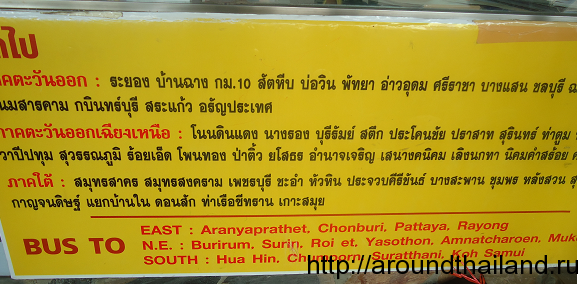 ไป
คตะวันออก : ระยอง บ้านฉาง กม.10 สัตหีบ บ่อวิน พัทยา อ่าวอุดม ศรีราชา บางแสน ชลบุรี ฉ
นมสารคาม กบินทร์บุรี สระแก้ว อรัญประเทศ
ภาคตะวันออกเฉียงเหนือ : โนนดินแดง นางรอง บุรีรัมย์ สตึก ประโคนชัย ปราสาท สุรินทร์ ท่าตูม
วาปีปทุม สุวรรณภูมิ ร้อยเอ็ด โพนทอง ป่าติ้ว ยโสธร อำนาจเจริญ เสนางคนิคม เลิงนกทา นิคมคำสร้อย
ภาคใต้ : สมุทรสาคร สมุทรสงคราม เพชรบุรี ชะอำ หัวหิน ประจวบคีรีขันธ์ บางสะพาน ชุมพร หลังสวน
กาญจนดิษฐ์ แยกบ้านใน ดอนสัก ท่าเรือซีทราน เกาะสมุย
BUS TO
EAST : Aranyaprathet, Chonburi, Pattaya, Rayong
N.E. : Burirum, Surin, Roi et, Yasothon, Amnatcharoen, Muk
SOUTH : Hua Hin, Chumporn, Suratthani, Koh Samui
http://aroundthailand.ru